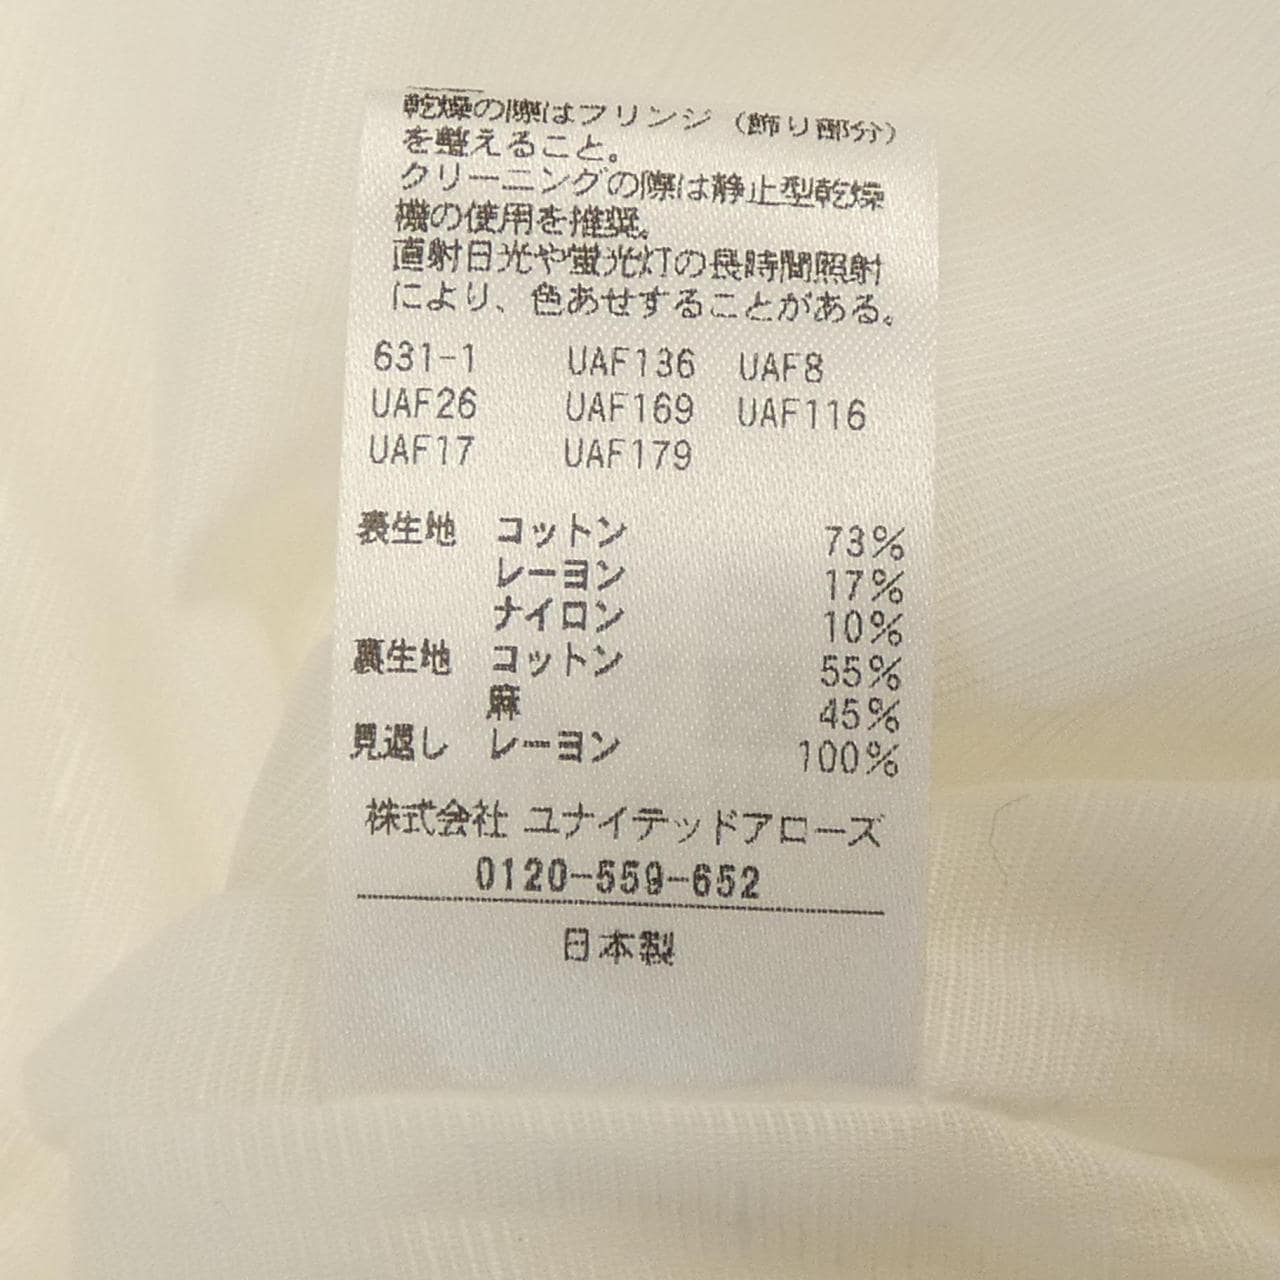 乾燥の際はフリンジ（飾り部分）
を整えること。
クリーニングの際は静止型乾燥
機の使用を推奨。
直射日光や蛍光灯の長時間照射
により、色あせすることがある。
631-1 UAF136 UAF8
UAF26 UAF169 UAF116
UAF17 UAF179
表生地 コットン 73%
レーヨン 17%
ナイロン 10%
裏生地 コットン 55%
麻 45%
見返し レーヨン 100%
株式会社 ユナイテッドアローズ
0120-559-652
日本製